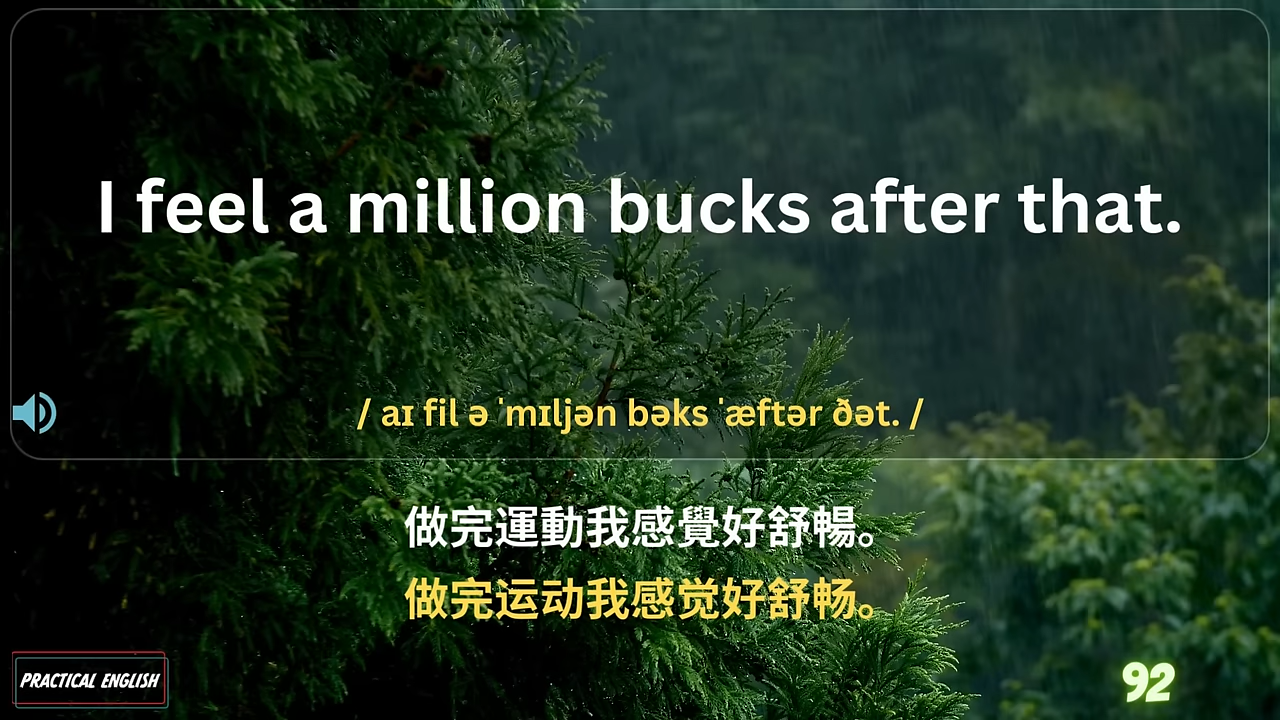 I feel a million bucks after that.
/ aɪ fil ə ˈmɪljən bəks ˈæftər ðət. /
做完運動我感覺好舒暢。
做完运动我感觉好舒畅。
PRACTICAL ENGLISH
92